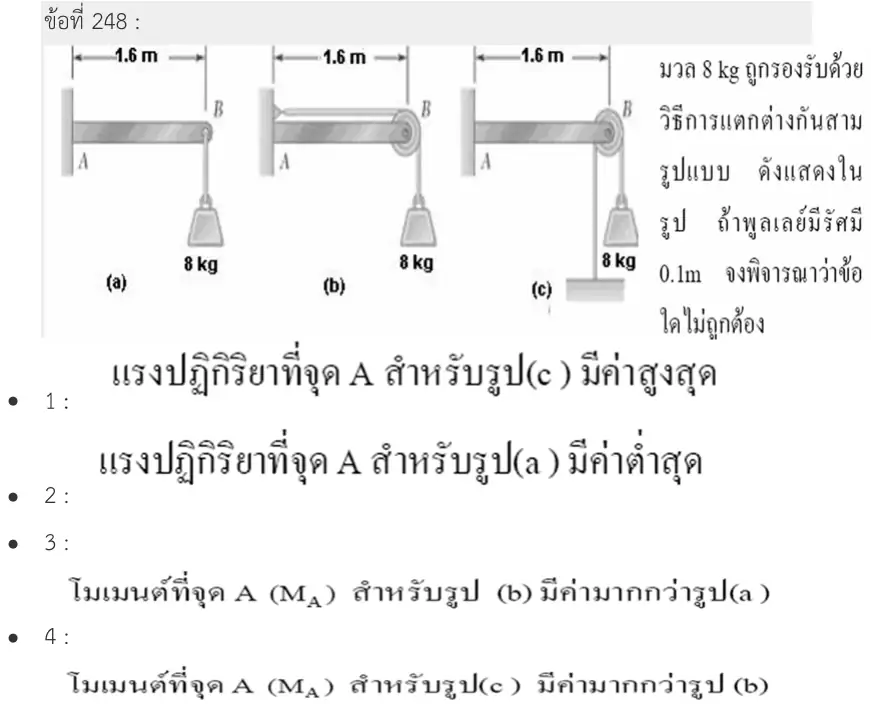 ข้อที่ 248 :
1.6 m 1.6 m 1.6 m
มวล 8 kg ถูกรองรับด้วย
B B B
วิธีการแตกต่างกันสาม
A A A
รูปแบบ ดังแสดงใน
รูป ถ้าพูลเลย์มีรัศมี
8 kg 8 kg 8 kg
(a) (b) (c)
0.1m จงพิจารณาว่าข้อ
ใดไม่ถูกต้อง
• 1 : แรงปฏิกิริยาที่จุด A สำหรับรูป(c ) มีค่าสูงสุด
• 2 : แรงปฏิกิริยาที่จุด A สำหรับรูป(a ) มีค่าต่ำสุด
• 3 :
โมเมนต์ที่จุด A (MA) สำหรับรูป (b) มีค่ามากกว่ารูป(a )
• 4 :
โมเมนต์ที่จุด A (MA) สำหรับรูป(c ) มีค่ามากกว่ารูป (b)